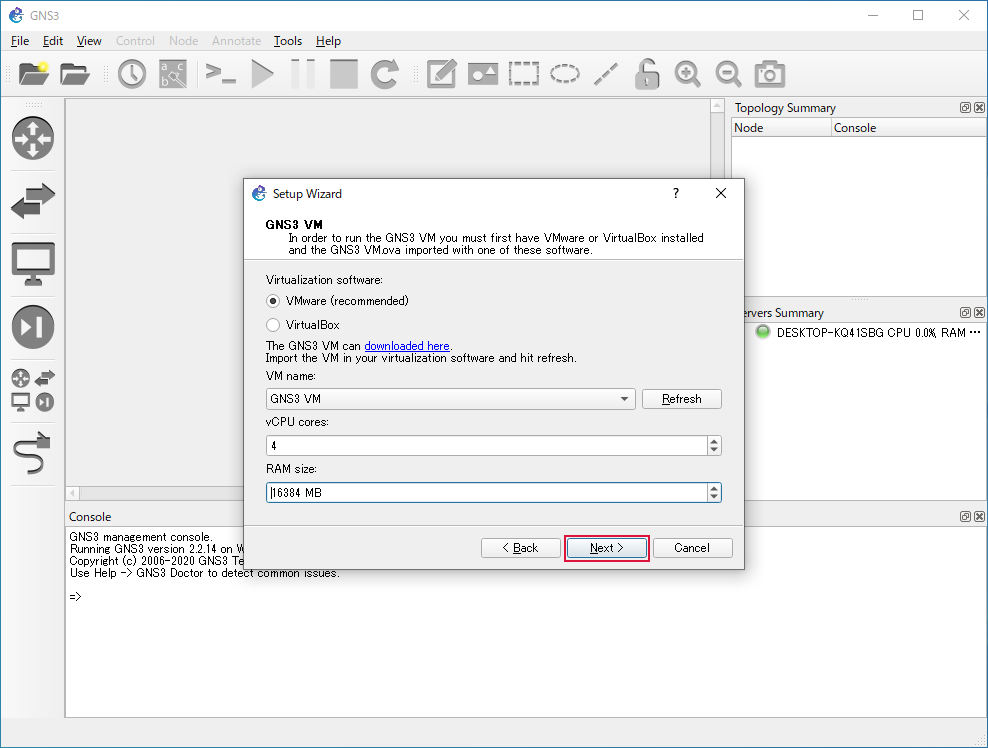 GNS3
File Edit View Control Node Annotate Tools Help
Topology Summary
Node Console
Setup Wizard
GNS3 VM
In order to run the GNS3 VM you must first have VMware or VirtualBox installed
and the GNS3 VM.ova imported with one of these software.
Virtualization software:
VMware (recommended)
VirtualBox
The GNS3 VM can downloaded here.
Import the VM in your virtualization software and hit refresh.
VM name:
GNS3 VM Refresh
vCPU cores:
4
RAM size:
16384 MB
< Back Next > Cancel
ervers Summary
DESKTOP-KQ41SBG CPU 0.0%, RAM ...
Console
GNS3 management console.
Running GNS3 version 2.2.14 on W
Copyright (c) 2006-2020 GNS3 Te
Use Help -> GNS3 Doctor to detect common issues.
=>